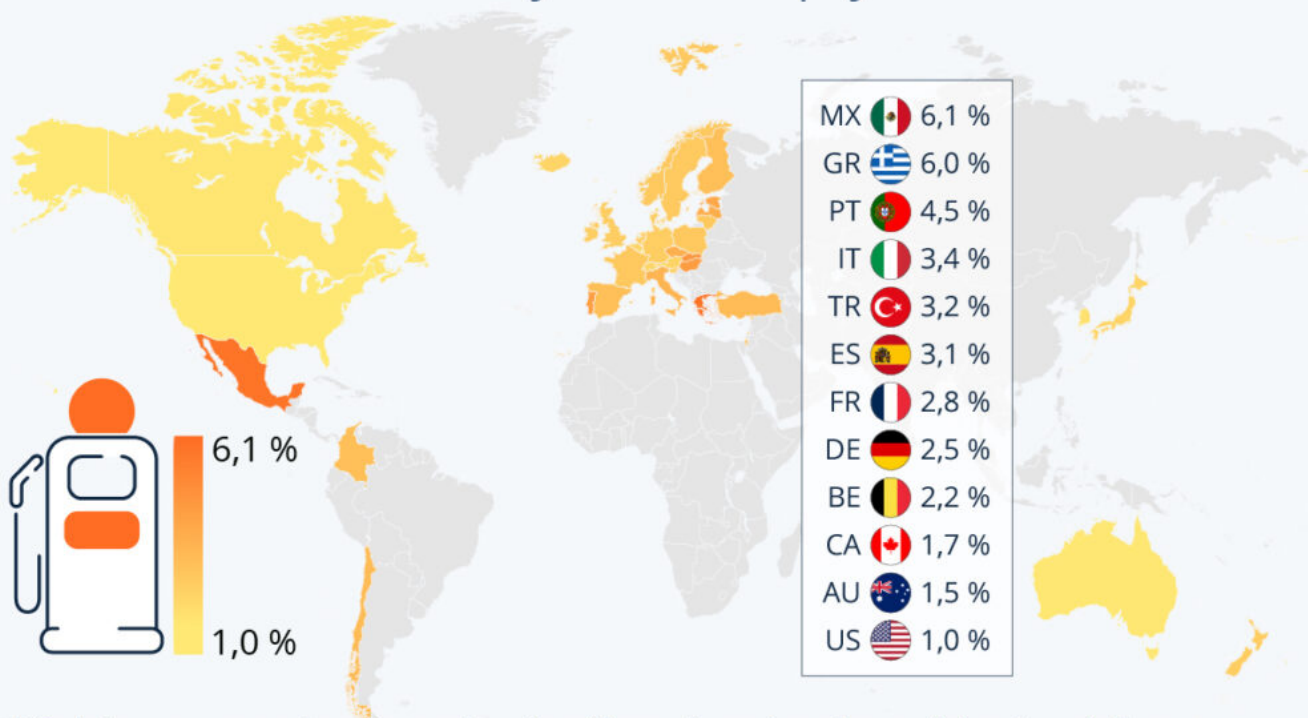 MX 6,1 %
GR 6,0 %
PT 4,5 %
IT 3,4 %
TR 3,2 %
ES 3,1 %
FR 2,8 %
DE 2,5 %
BE 2,2 %
CA 1,7 %
AU 1,5 %
US 1,0 %
6,1 %
1,0 %